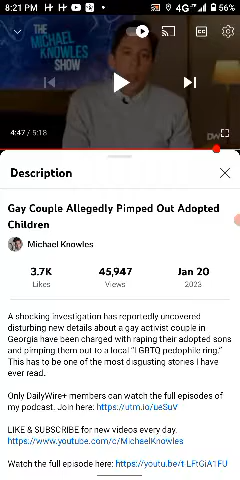 8:21 PM
4G
56%
THE
MICHAEL
KNOWLES
SHOW
CC
4:47 / 5:18
DW
Description
Gay Couple Allegedly Pimped Out Adopted
Children
Michael Knowles
3.7K 45,947 Jan 20
Likes Views 2023
A shocking investigation has reportedly uncovered
disturbing new details about a gay activist couple in
Georgia have been charged with raping their adopted sons
and pimping them out to a local "LGBTQ pedophile ring."
This has to be one of the most disgusting stories I have
ever read.
Only DailyWire+ members can watch the full episodes of
my podcast. Join here: https://utm.io/ueSuV
LIKE & SUBSCRIBE for new videos every day.
https://www.youtube.com/c/MichaelKnowles
Watch the full episode here: https://youtu.be/t-LFtGiA1FU